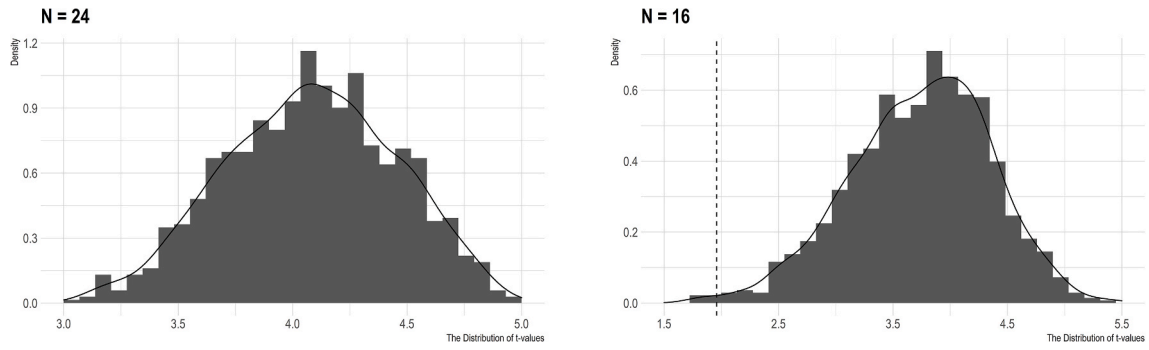 N = 24
Density
1.2
0.9
0.6
0.3
0.0
3.0 3.5 4.0 4.5 5.0
The Distribution of t-values
N = 16
Density
0.6
0.4
0.2
0.0
1.5 2.5 3.5 4.5 5.5
The Distribution of t-values